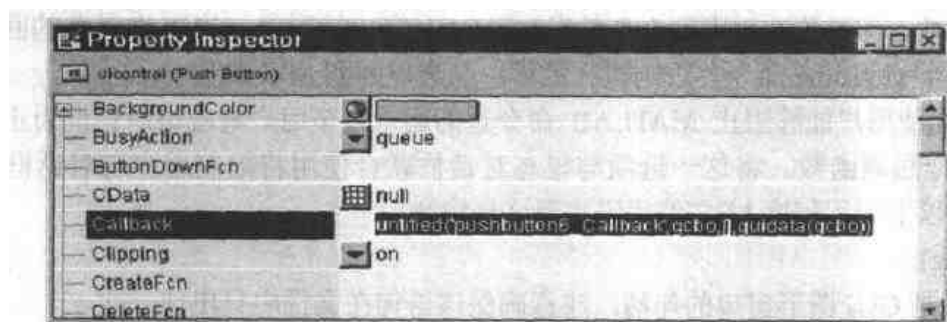 Property Inspector
uicontrol (Push Button)
BackgroundColor
BusyAction queue
ButtonDownFcn
CData null
Callback untitled('pushbutton6_Callback',gcbo,[],guidata(gcbo))
Clipping on
CreateFcn
DeleteFcn